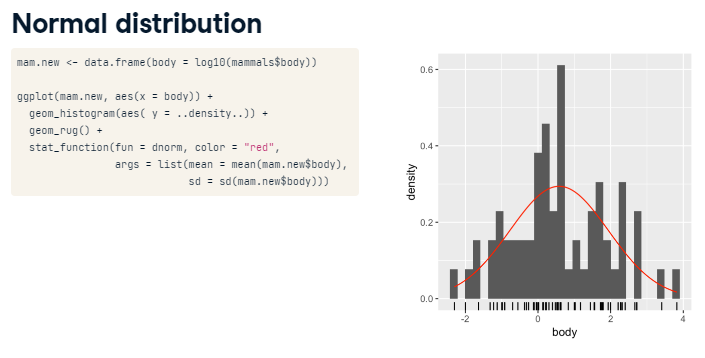 Normal distribution
mam.new <- data.frame(body = log10(mammals$body))
ggplot(mam.new, aes(x = body)) +
  geom_histogram(aes( y = ..density..)) +
  geom_rug() +
  stat_function(fun = dnorm, color = "red",
                args = list(mean = mean(mam.new$body),
                            sd = sd(mam.new$body)))
density
0.6
0.4
0.2
0.0
-2 0 2 4
body